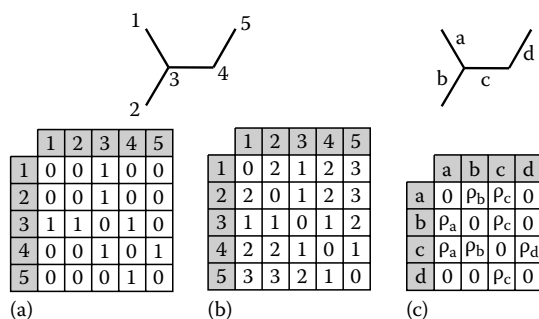 1 5 a d
3 4 b c
2
1 2 3 4 5
1 0 0 1 0 0
2 0 0 1 0 0
3 1 1 0 1 0
4 0 0 1 0 1
5 0 0 0 1 0
(a)
1 2 3 4 5
1 0 2 1 2 3
2 2 0 1 2 3
3 1 1 0 1 2
4 2 2 1 0 1
5 3 3 2 1 0
(b)
a b c d
a 0 ρb ρc 0
b ρa 0 ρc 0
c ρa ρb 0 ρd
d 0 0 ρc 0
(c)